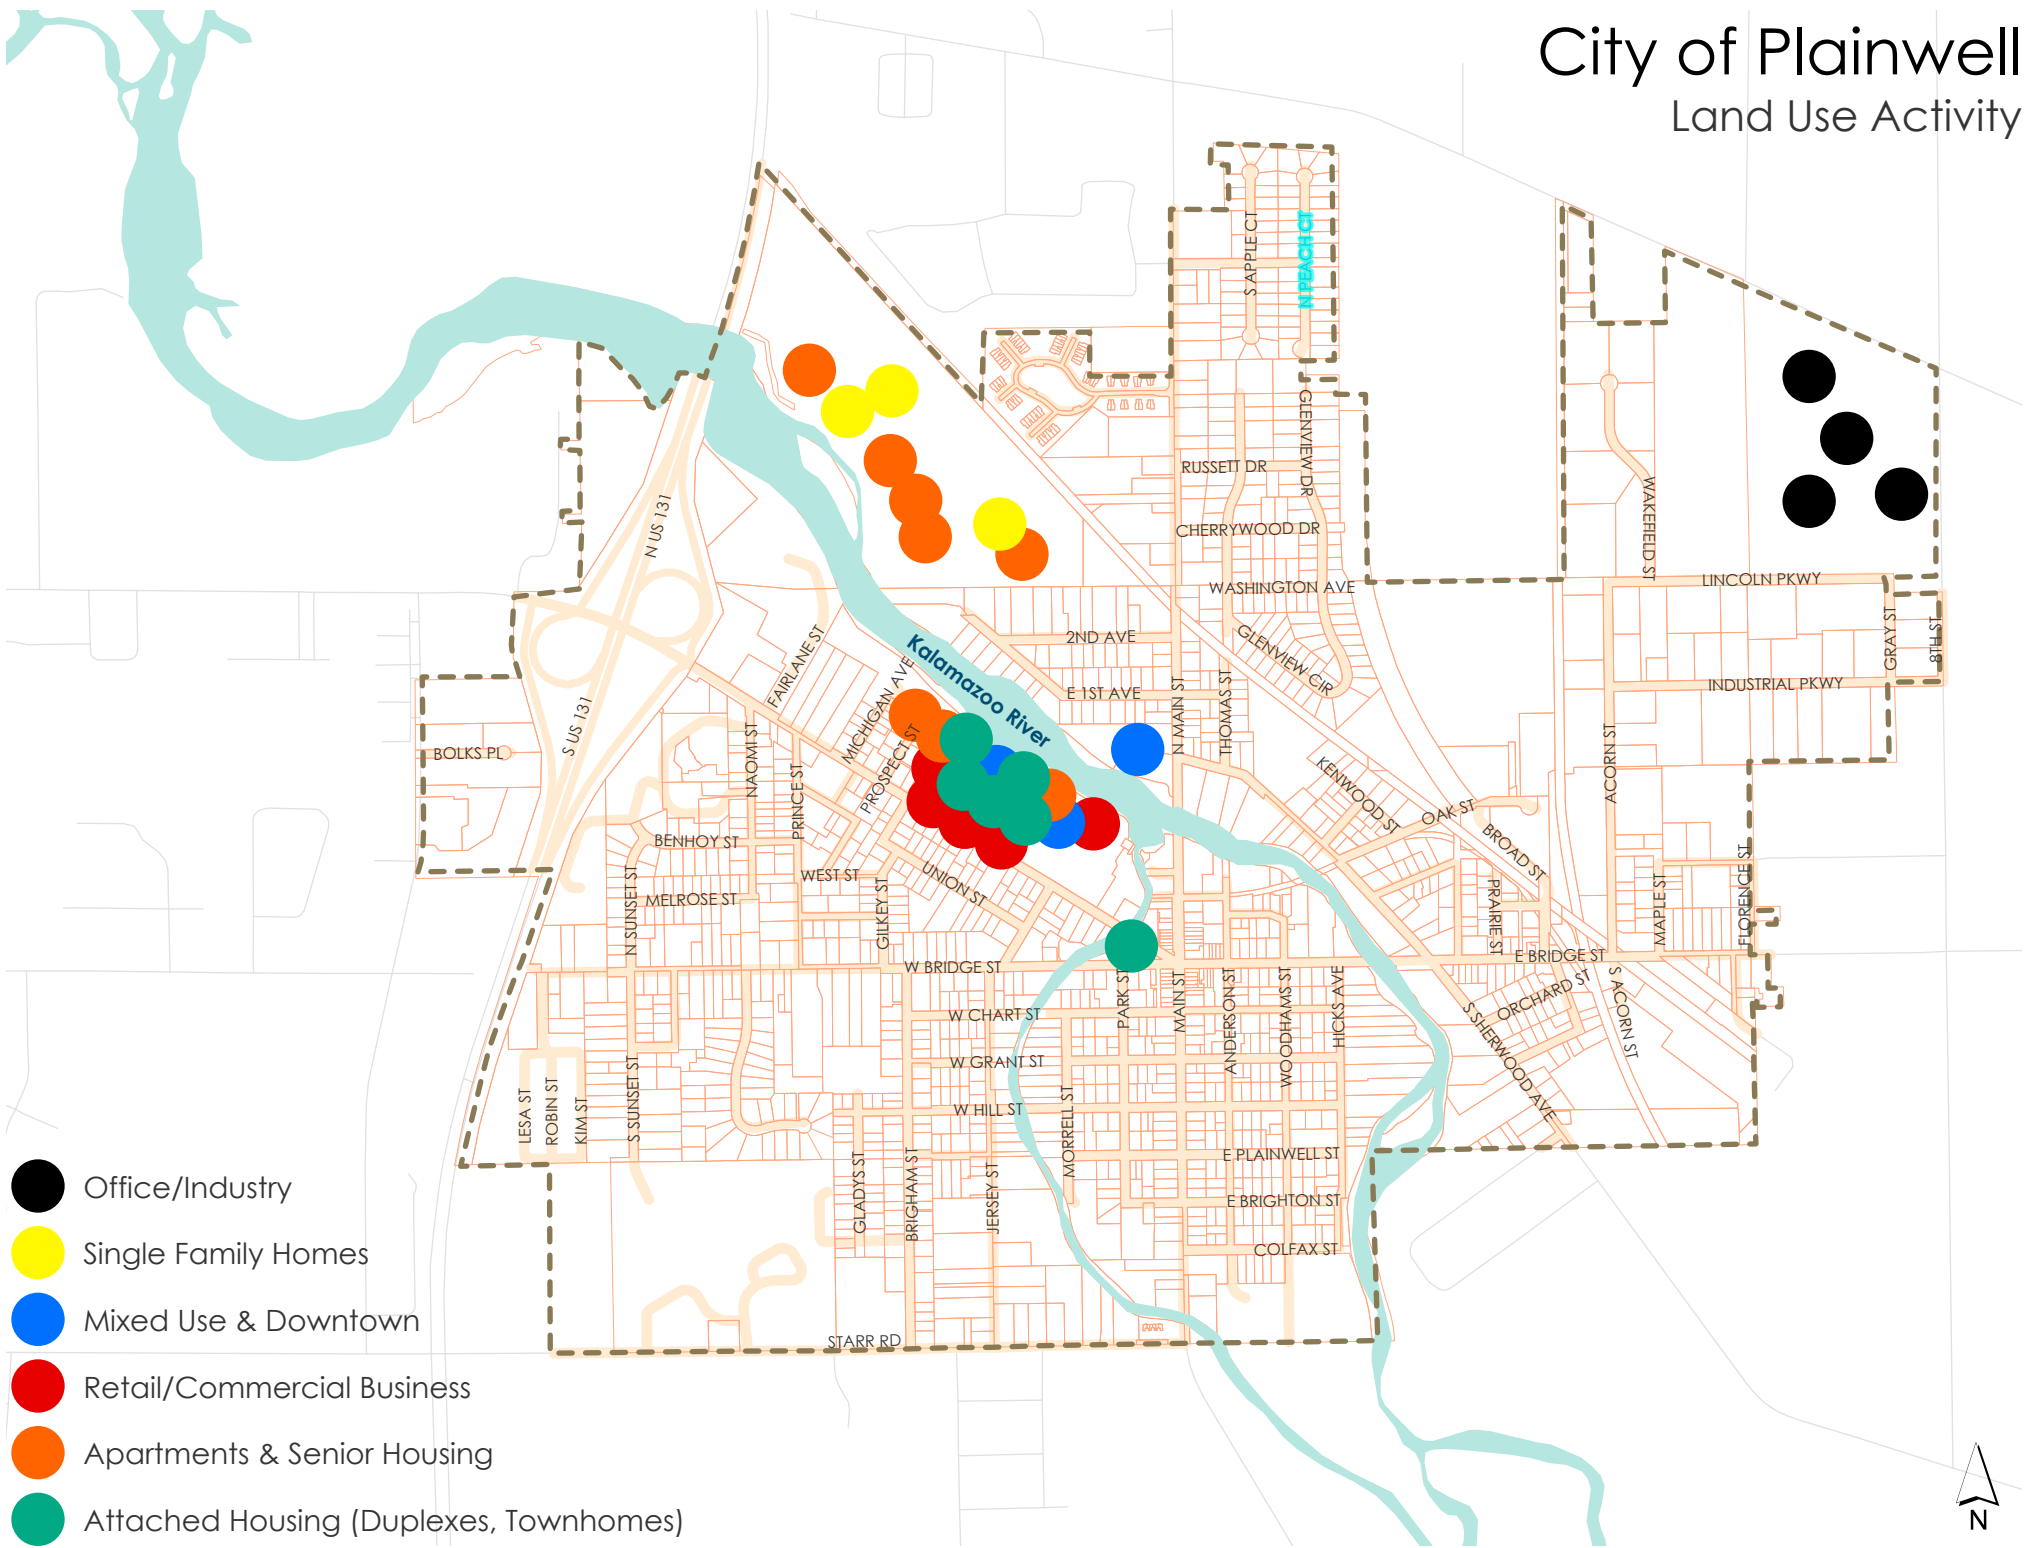 City of Plainwell
Land Use Activity
S APPLE CT
N PEACH CT
GLENVIEW DR
RUSSETT DR
CHERRYWOOD DR
WAKEFIELD ST
N US 131
WASHINGTON AVE
LINCOLN PKWY
GRAY ST
8TH ST
2ND AVE
GLENVIEW CIR
FAIRLANE ST
Kalamazoo River
MICHIGAN AVE
E 1ST AVE
INDUSTRIAL PKWY
S US 131
N MAIN ST
THOMAS ST
BOLKS PL
NAOMI ST
PROSPECT ST
PRINCE ST
ACORN ST
KENWOOD ST
OAK ST
BROAD ST
BENHOY ST
UNION ST
WEST ST
MELROSE ST
N SUNSET ST
GILKEY ST
PRAIRIE ST
MAPLE ST
FLORENCE ST
W BRIDGE ST
E BRIDGE ST
PARK ST
MAIN ST
ANDERSON ST
WOODHAMS ST
HICKS AVE
ORCHARD ST
S ACORN ST
S SHERWOOD AVE
W CHART ST
W GRANT ST
W HILL ST
LESA ST
ROBIN ST
KIM ST
S SUNSET ST
MORRELL ST
GLADYS ST
BRIGHAM ST
JERSEY ST
E PLAINWELL ST
E BRIGHTON ST
COLFAX ST
STARR RD
Office/Industry
Single Family Homes
Mixed Use & Downtown
Retail/Commercial Business
Apartments & Senior Housing
Attached Housing (Duplexes, Townhomes)
N